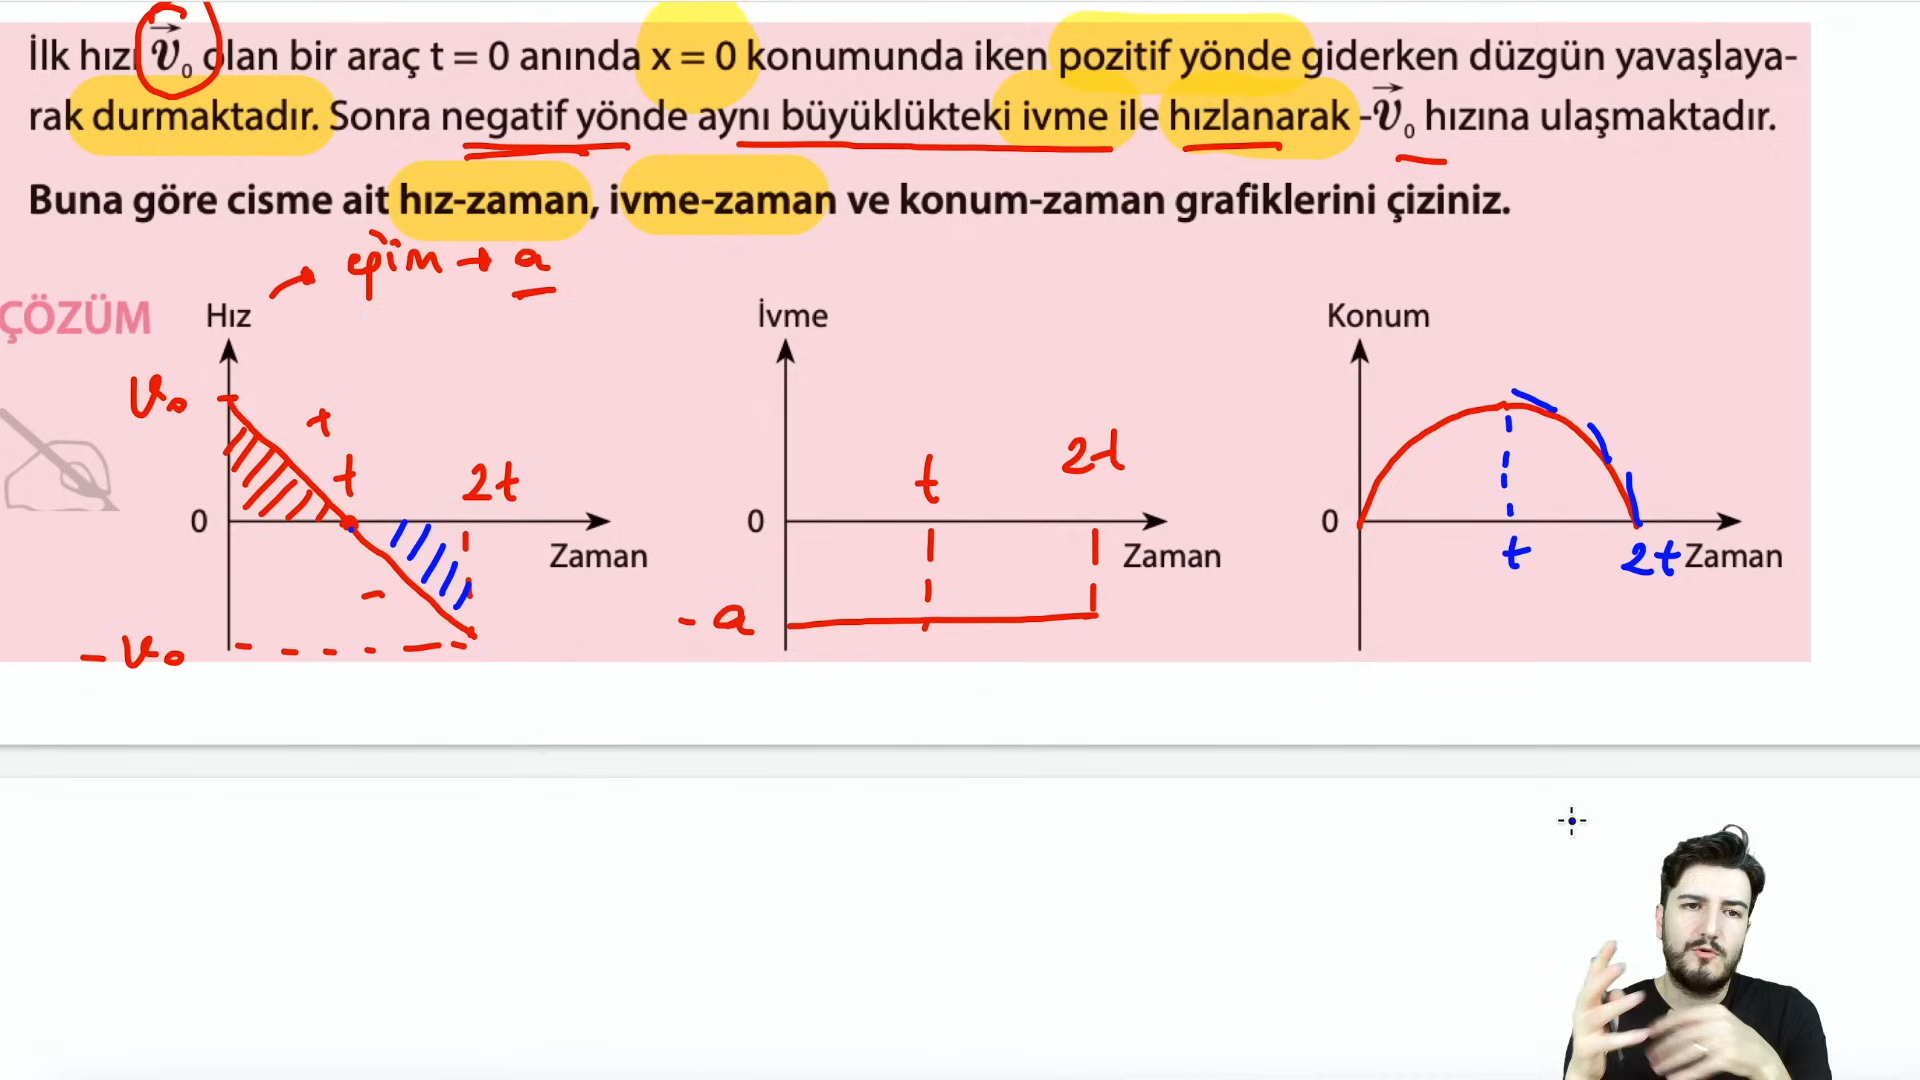 İlk hızı v₀ olan bir araç t = 0 anında x = 0 konumunda iken pozitif yönde giderken düzgün yavaşlaya-
rak durmaktadır. Sonra negatif yönde aynı büyüklükteki ivme ile hızlanarak -v₀ hızına ulaşmaktadır.
Buna göre cisme ait hız-zaman, ivme-zaman ve konum-zaman grafiklerini çiziniz.
eğim → a
ÇÖZÜM
Hız
v₀
+
t
2t
0
Zaman
-
-v₀
İvme
t
2t
0
Zaman
-a
Konum
0
t
2t
Zaman